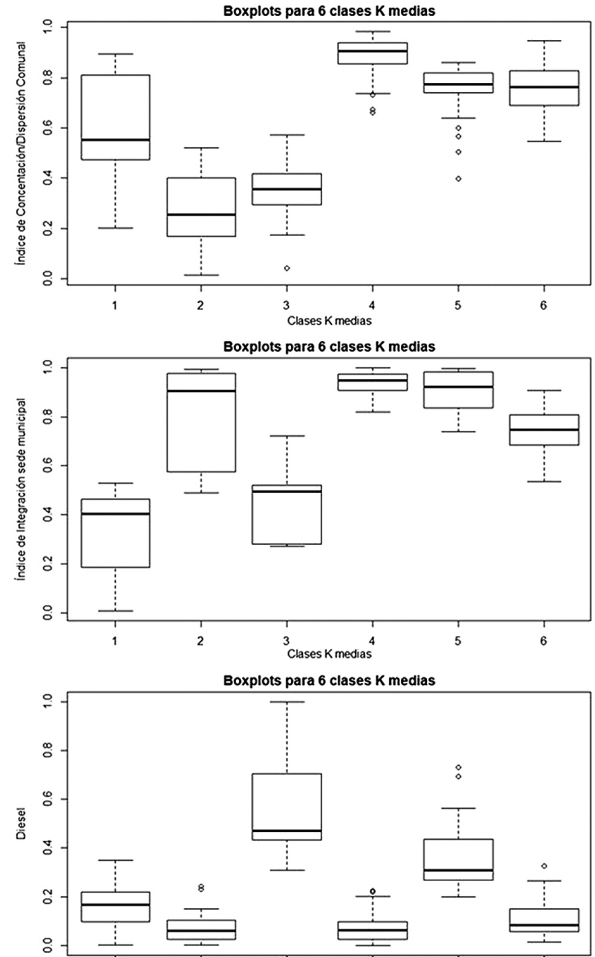 Boxplots para 6 clases K medias
Índice de Concentación/Dispersión Comunal
1.0
0.8
0.6
0.4
0.2
0.0
1 2 3 4 5 6
Clases K medias
Boxplots para 6 clases K medias
Índice de Integración sede municipal
1.0
0.8
0.6
0.4
0.2
0.0
1 2 3 4 5 6
Clases K medias
Boxplots para 6 clases K medias
Diesel
1.0
0.8
0.6
0.4
0.2
0.0